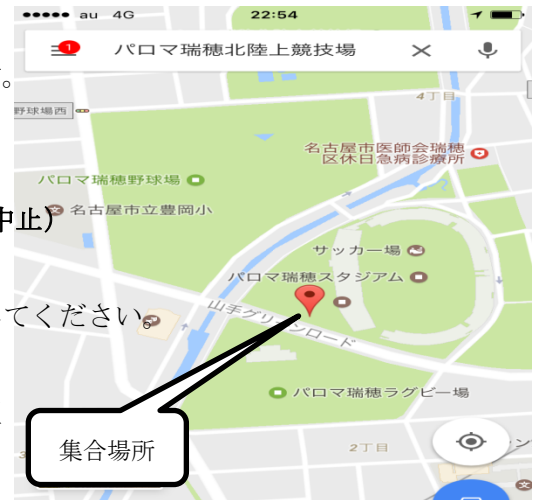 au 4G 22:54
1
パロマ瑞穂北陸上競技場
。
4丁目
野球場西
名古屋市医師会瑞穂
区休日急病診療所
パロマ瑞穂野球場
名古屋市立豊岡小
中止)
サッカー場
パロマ瑞穂スタジアム
山手グリーンロード
てください。
パロマ瑞穂ラグビー場
集合場所
2丁目